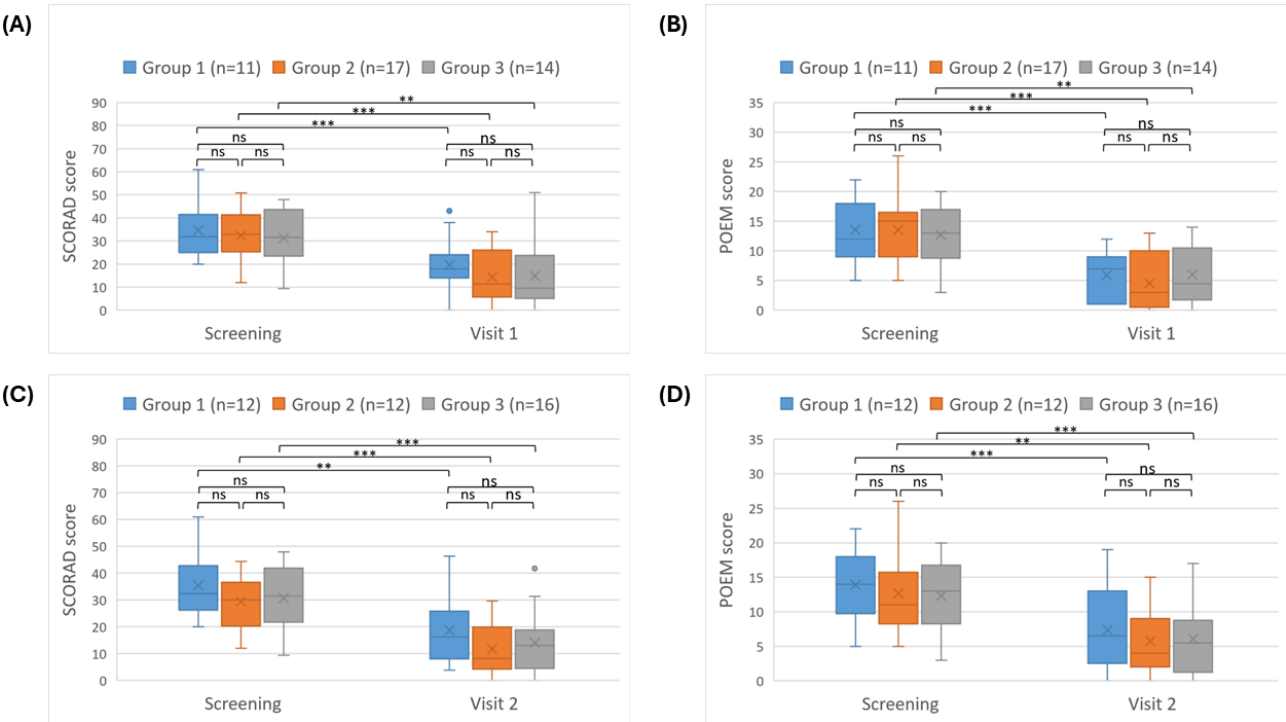 (A)
Group 1 (n=11) Group 2 (n=17) Group 3 (n=14)
SCORAD score
90
80
70
60
50
40
30
20
10
0
**
***
***
ns ns
ns ns ns ns
Screening Visit 1
(B)
Group 1 (n=11) Group 2 (n=17) Group 3 (n=14)
POEM score
35
30
25
20
15
10
5
0
**
***
***
ns ns
ns ns ns ns
Screening Visit 1
(C)
Group 1 (n=12) Group 2 (n=12) Group 3 (n=16)
SCORAD score
90
80
70
60
50
40
30
20
10
0
***
***
**
ns ns
ns ns ns ns
Screening Visit 2
(D)
Group 1 (n=12) Group 2 (n=12) Group 3 (n=16)
POEM score
35
30
25
20
15
10
5
0
***
**
***
ns ns
ns ns ns ns
Screening Visit 2